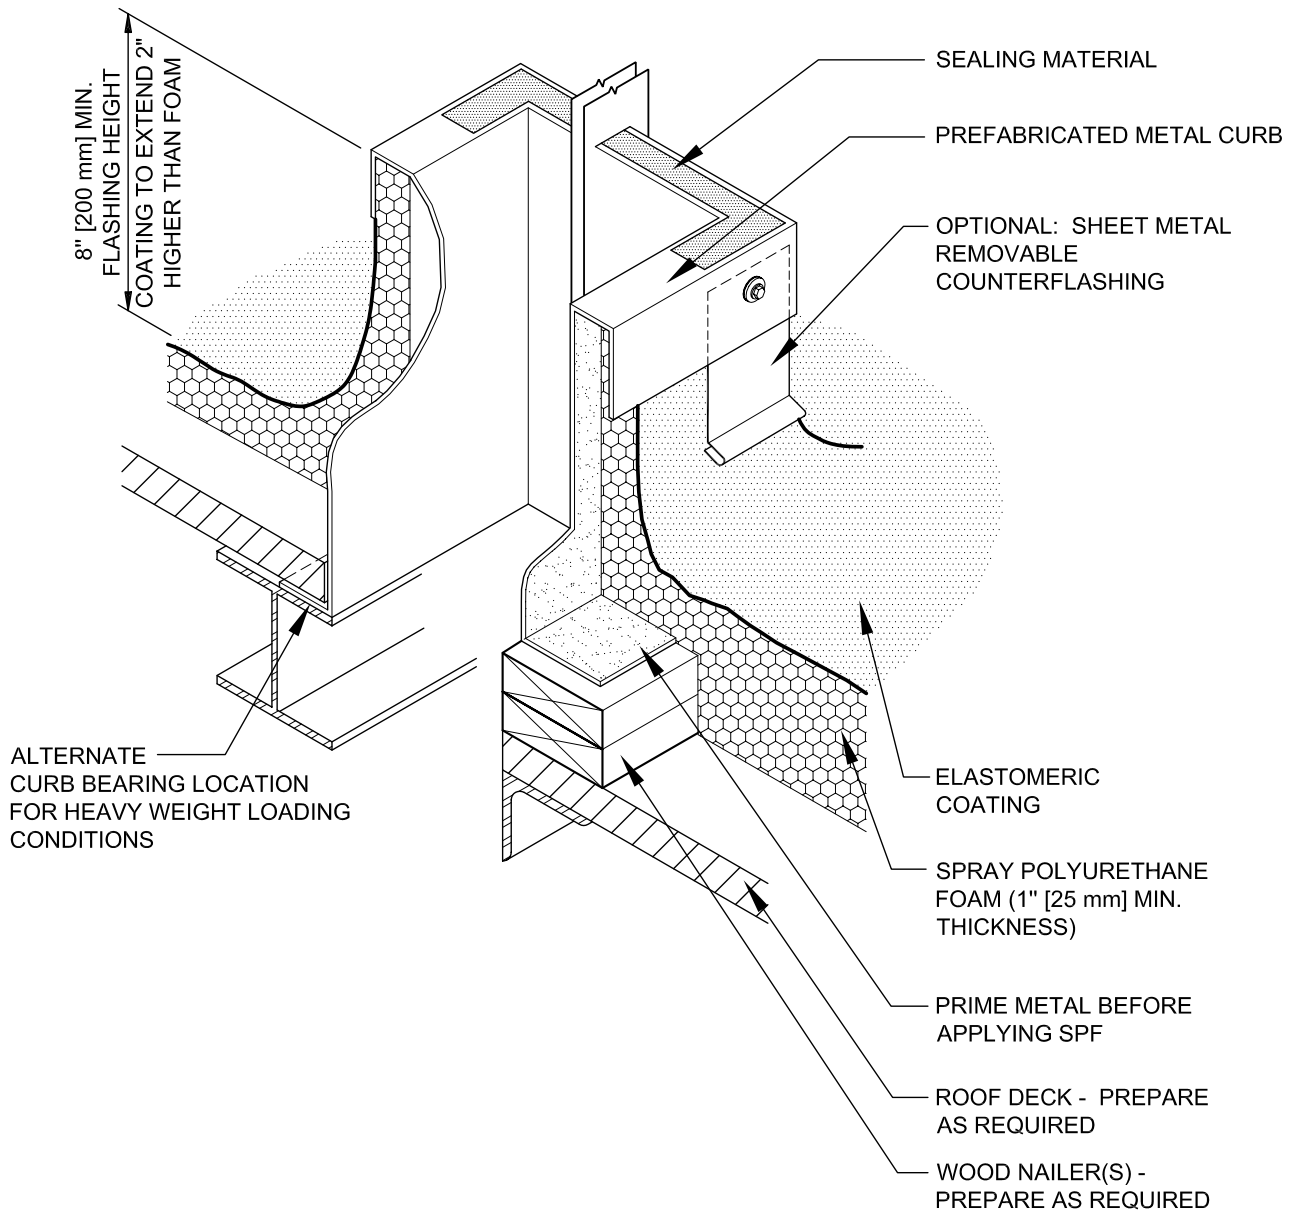 8" [200 mm] MIN.
FLASHING HEIGHT
COATING TO EXTEND 2"
HIGHER THAN FOAM
SEALING MATERIAL
PREFABRICATED METAL CURB
OPTIONAL: SHEET METAL
REMOVABLE
COUNTERFLASHING
ALTERNATE
CURB BEARING LOCATION
FOR HEAVY WEIGHT LOADING
CONDITIONS
ELASTOMERIC
COATING
SPRAY POLYURETHANE
FOAM (1" [25 mm] MIN.
THICKNESS)
PRIME METAL BEFORE
APPLYING SPF
ROOF DECK - PREPARE
AS REQUIRED
WOOD NAILER(S) -
PREPARE AS REQUIRED